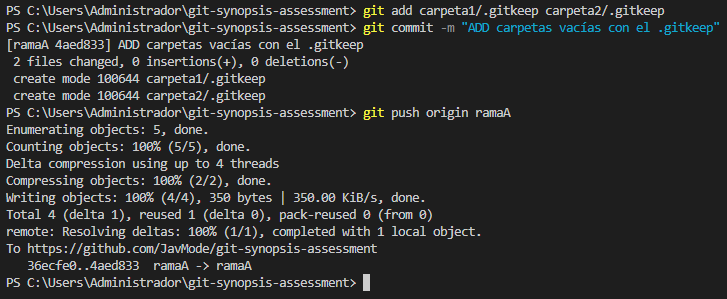 PS C:\Users\Administrador\git-synopsis-assessment> git add carpeta1/.gitkeep carpeta2/.gitkeep
PS C:\Users\Administrador\git-synopsis-assessment> git commit -m "ADD carpetas vacías con el .gitkeep"
[ramaA 4aed833] ADD carpetas vacías con el .gitkeep
 2 files changed, 0 insertions(+), 0 deletions(-)
 create mode 100644 carpeta1/.gitkeep
 create mode 100644 carpeta2/.gitkeep
PS C:\Users\Administrador\git-synopsis-assessment> git push origin ramaA
Enumerating objects: 5, done.
Counting objects: 100% (5/5), done.
Delta compression using up to 4 threads
Compressing objects: 100% (2/2), done.
Writing objects: 100% (4/4), 350 bytes | 350.00 KiB/s, done.
Total 4 (delta 1), reused 1 (delta 0), pack-reused 0 (from 0)
remote: Resolving deltas: 100% (1/1), completed with 1 local object.
To https://github.com/JavMode/git-synopsis-assessment
   36ecfe0..4aed833  ramaA -> ramaA
PS C:\Users\Administrador\git-synopsis-assessment>